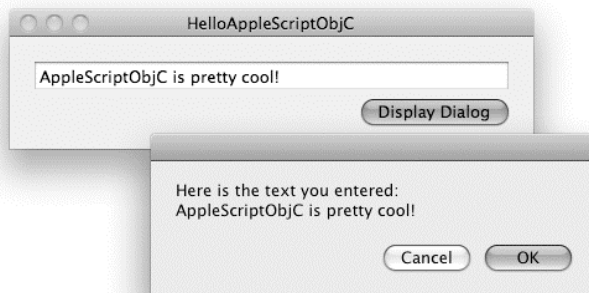 HelloAppleScriptObjC
AppleScriptObjC is pretty cool!
Display Dialog
Here is the text you entered:
AppleScriptObjC is pretty cool!
Cancel
OK